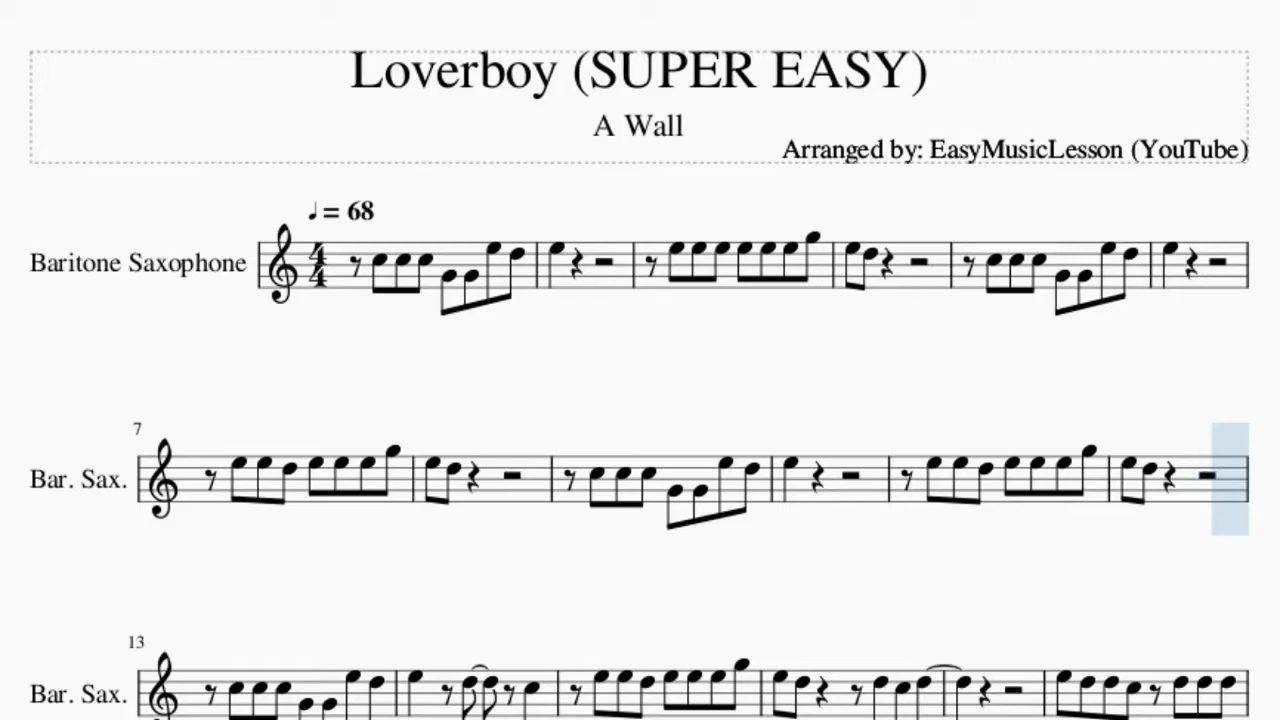 Loverboy (SUPER EASY)
A Wall
Arranged by: EasyMusicLesson (YouTube)
♩= 68
Baritone Saxophone
4
4
7
Bar. Sax.
13
Bar. Sax.